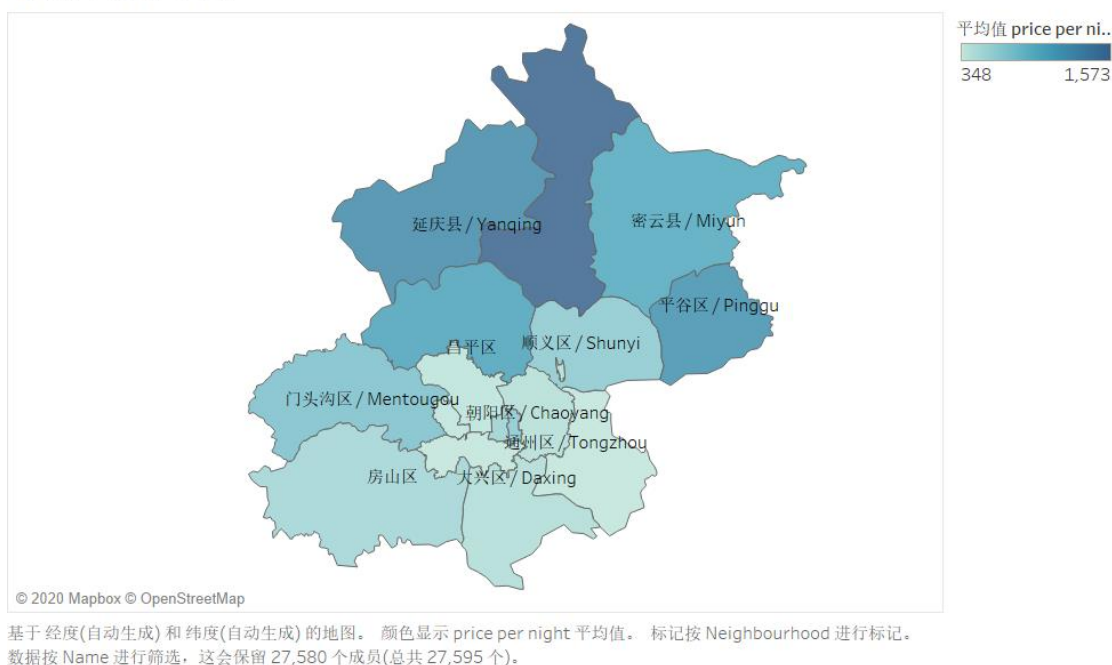 平均值 price per ni..
348 1,573
延庆县 / Yanqing
密云县 / Miyun
平谷区 / Pinggu
昌平区
顺义区 / Shunyi
门头沟区 / Mentougou
朝阳区 / Chaoyang
通州区 / Tongzhou
房山区
大兴区 / Daxing
© 2020 Mapbox © OpenStreetMap
基于 经度(自动生成) 和 纬度(自动生成) 的地图。 颜色显示 price per night 平均值。 标记按 Neighbourhood 进行标记。
数据按 Name 进行筛选，这会保留 27,580 个成员(总共 27,595 个)。